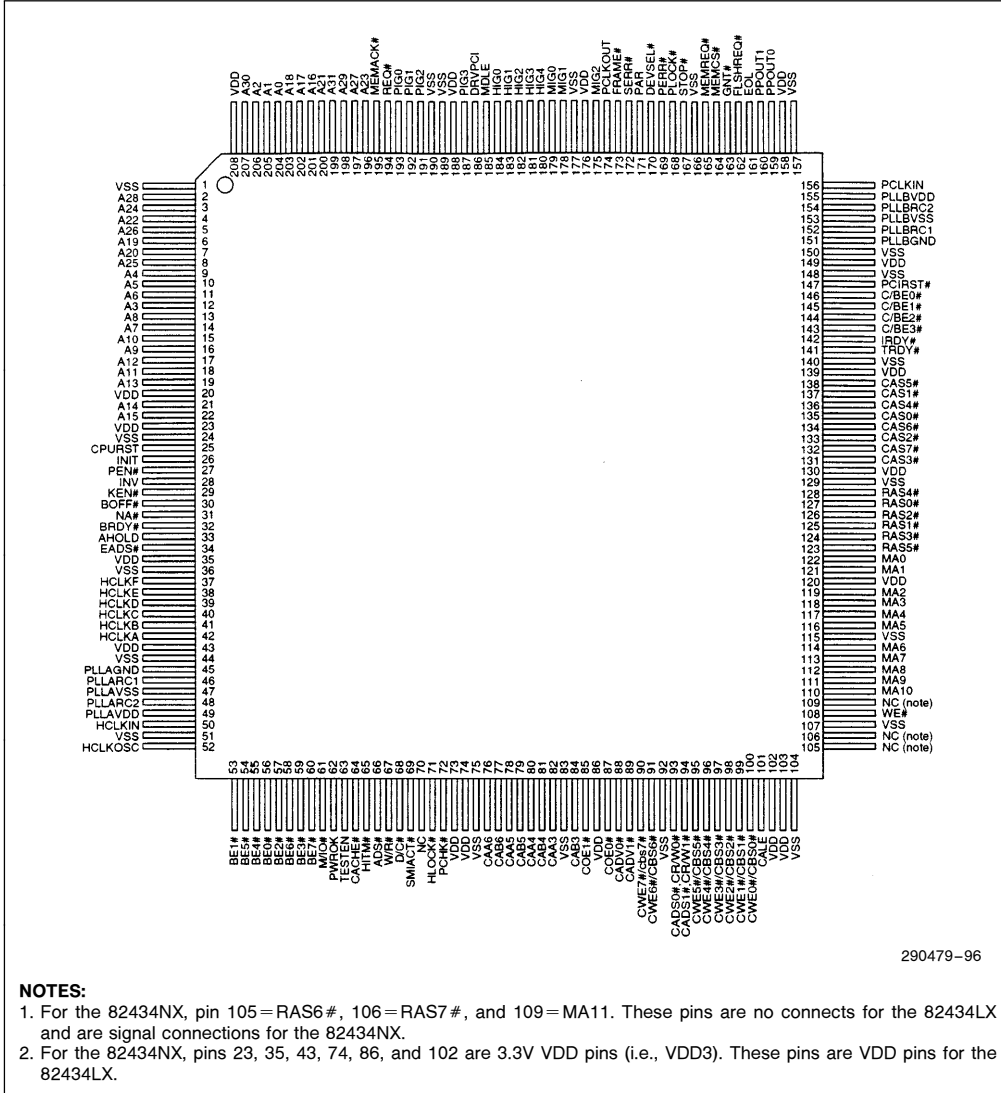 VDD 208
A30 207
A2 206
A1 205
A0 204
A18 203
A17 202
A16 201
A21 200
A31 199
A29 198
A27 197
A23 196
MEMACK# 195
REQ# 194
PIG0 193
PIG1 192
PIG2 191
VSS 190
VSS 189
VDD 188
PIG3 187
DRVPCI 186
MDLE 185
HIG0 184
HIG1 183
HIG2 182
HIG3 181
HIG4 180
MIG0 179
MIG1 178
VSS 177
VDD 176
MIG2 175
PCLKOUT 174
FRAME# 173
SERR# 172
PAR 171
DEVSEL# 170
PERR# 169
PLOCK# 168
STOP# 167
VSS 166
MEMREQ# 165
MEMCS# 164
GNT# 163
FLSHREQ# 162
EOL 161
PPOUT1 160
PPOUT0 159
VDD 158
VSS 157
VSS 1
A28 2
A24 3
A22 4
A26 5
A19 6
A20 7
A25 8
A4 9
A5 10
A6 11
A3 12
A8 13
A7 14
A10 15
A9 16
A12 17
A11 18
A13 19
VDD 20
A14 21
A15 22
VDD 23
VSS 24
CPURST 25
INIT 26
PEN# 27
INV 28
KEN# 29
BOFF# 30
NA# 31
BRDY# 32
AHOLD 33
EADS# 34
VDD 35
VSS 36
HCLKF 37
HCLKE 38
HCLKD 39
HCLKC 40
HCLKB 41
HCLKA 42
VDD 43
VSS 44
PLLAGND 45
PLLARC1 46
PLLAVSS 47
PLLARC2 48
PLLAVDD 49
HCLKIN 50
VSS 51
HCLKOSC 52
156 PCLKIN
155 PLLBVDD
154 PLLBRC2
153 PLLBVSS
152 PLLBRC1
151 PLLBGND
150 VSS
149 VDD
148 VSS
147 PCIRST#
146 C/BE0#
145 C/BE1#
144 C/BE2#
143 C/BE3#
142 IRDY#
141 TRDY#
140 VSS
139 VDD
138 CAS5#
137 CAS1#
136 CAS4#
135 CAS0#
134 CAS6#
133 CAS2#
132 CAS7#
131 CAS3#
130 VDD
129 VSS
128 RAS4#
127 RAS0#
126 RAS2#
125 RAS1#
124 RAS3#
123 RAS5#
122 MA0
121 MA1
120 VDD
119 MA2
118 MA3
117 MA4
116 MA5
115 VSS
114 MA6
113 MA7
112 MA8
111 MA9
110 MA10
109 NC (note)
108 WE#
107 VSS
106 NC (note)
105 NC (note)
53 BE1#
54 BE5#
55 BE4#
56 BE0#
57 BE2#
58 BE6#
59 BE3#
60 BE7#
61 M/IO#
62 PWROK
63 TESTEN
64 CACHE#
65 HITM#
66 ADS#
67 W/R#
68 D/C#
69 SMIACT#
70 NC
71 HLOCK#
72 PCHK#
73 VDD
74 VDD
75 VSS
76 CAA6
77 CAB6
78 CAA5
79 CAB5
80 CAA4
81 CAB4
82 CAA3
83 VSS
84 CAB3
85 COE1#
86 VDD
87 COE0#
88 CADV0#
89 CADV1#
90 CWE7#/cbs7#
91 CWE6#/CBS6#
92 VSS
93 CADS0#,CR/W0#
94 CADS1#,CR/W1#
95 CWE5#/CBS5#
96 CWE4#/CBS4#
97 CWE3#/CBS3#
98 CWE2#/CBS2#
99 CWE1#/CBS1#
100 CWE0#/CBS0#
101 CALE
102 VDD
103 VDD
104 VSS
290479–96
NOTES:
1. For the 82434NX, pin 105=RAS6#, 106=RAS7#, and 109=MA11. These pins are no connects for the 82434LX
and are signal connections for the 82434NX.
2. For the 82434NX, pins 23, 35, 43, 74, 86, and 102 are 3.3V VDD pins (i.e., VDD3). These pins are VDD pins for the
82434LX.